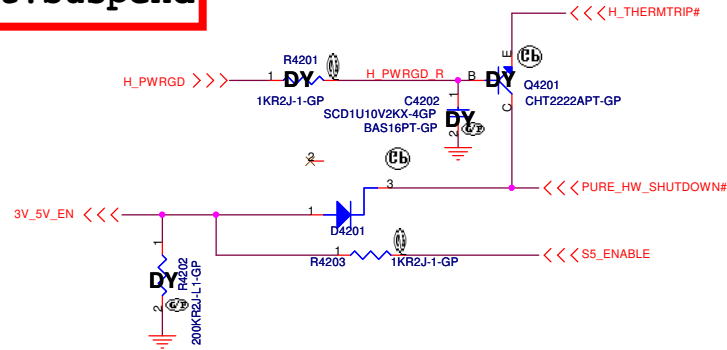 H_THERMTRIP#
R4201
H_PWRGD
1
DY
H_PWRGD_R
B
DY
E
Q4201
1KR2J-1-GP
C4202
1
CHT2222APT-GP
SCD1U10V2KX-4GP
C
BAS16PT-GP
DY
2
2
3
PURE_HW_SHUTDOWN#
3V_5V_EN
1
D4201
1
S5_ENABLE
R4203
1KR2J-1-GP
1
DY
R4202
200KR2J-L1-GP
2